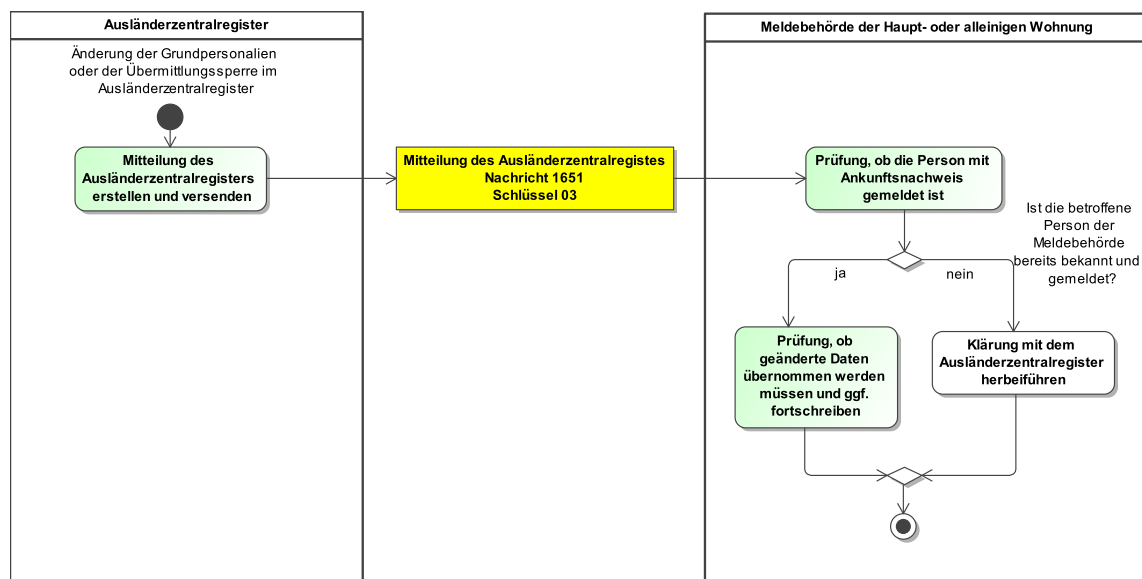 Ausländerzentralregister
Änderung der Grundpersonalien
oder der Übermittlungssperre im
Ausländerzentralregister
Mitteilung des
Ausländerzentralregisters
erstellen und versenden
Mitteilung des Ausländerzentralregistes
Nachricht 1651
Schlüssel 03
Meldebehörde der Haupt- oder alleinigen Wohnung
Prüfung, ob die Person mit
Ankunftsnachweis
gemeldet ist
Ist die betroffene
Person der
Meldebehörde
bereits bekannt und
gemeldet?
ja
nein
Prüfung, ob
geänderte Daten
übernommen werden
müssen und ggf.
fortschreiben
Klärung mit dem
Ausländerzentralregister
herbeiführen